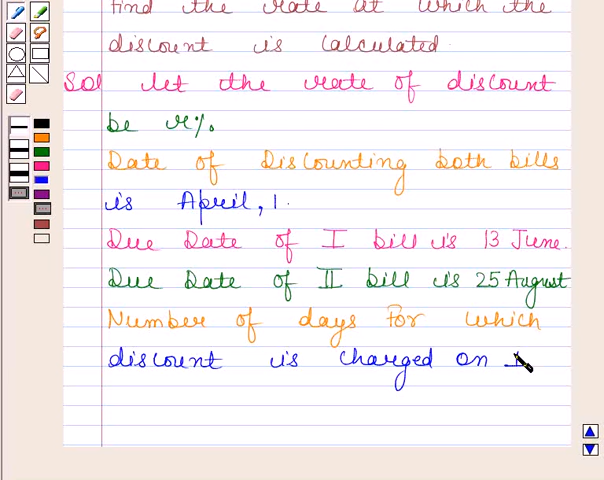 find the rate at which the
discount is calculated.
Sol let the rate of discount
be r%.
Date of Discounting both bills
is April, 1.
Due Date of I bill is 13 June.
Due Date of II bill is 25 August
Number of days for which
discount is charged on I